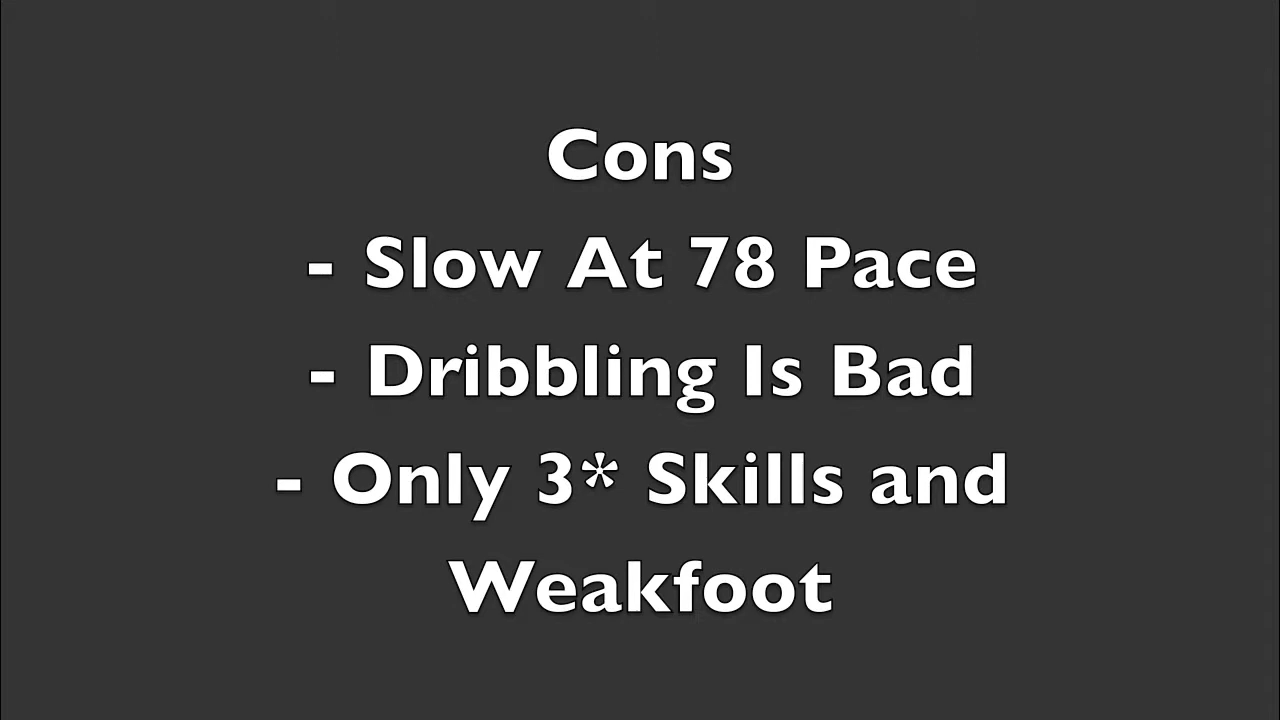 Cons
- Slow At 78 Pace
- Dribbling Is Bad
- Only 3* Skills and
Weakfoot